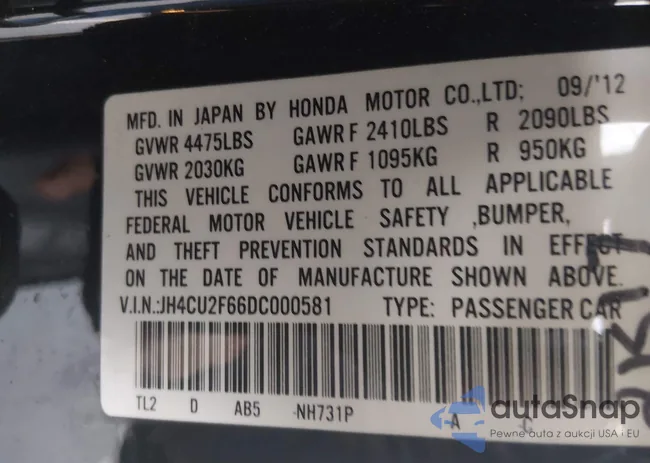 MFD. IN JAPAN BY HONDA MOTOR CO.,LTD; 09/'12
GVWR 4475LBS GAWR F 2410LBS R 2090LBS
GVWR 2030KG GAWR F 1095KG R 950KG
THIS VEHICLE CONFORMS TO ALL APPLICABLE
FEDERAL MOTOR VEHICLE SAFETY ,BUMPER,
AND THEFT PREVENTION STANDARDS IN EFFECT
ON THE DATE OF MANUFACTURE SHOWN ABOVE.
V.I.N.:JH4CU2F66DC000581 TYPE: PASSENGER CAR
TL2 D AB5 NH731P A C
autaSnap
Pewne auta z aukcji USA i EU